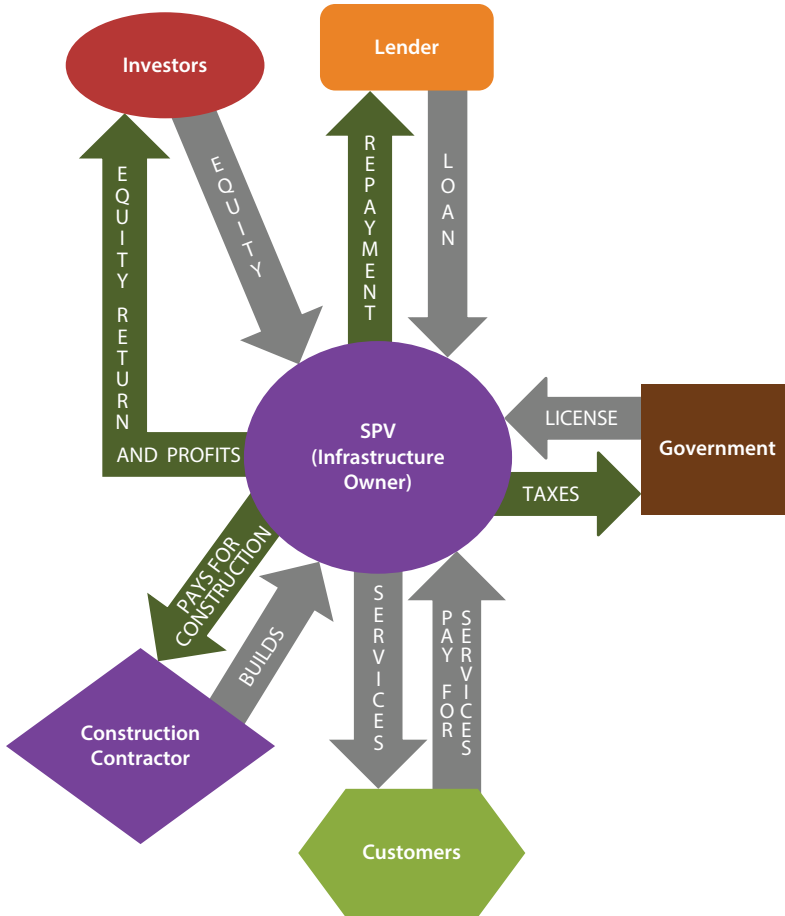 Investors
Lender
EQUITY
REPAYMENT
LOAN
EQUITY RETURN
AND PROFITS
SPV
(Infrastructure
Owner)
LICENSE
Government
TAXES
PAYS FOR
CONSTRUCTION
BUILDS
SERVICES
PAY FOR
SERVICES
Construction
Contractor
Customers